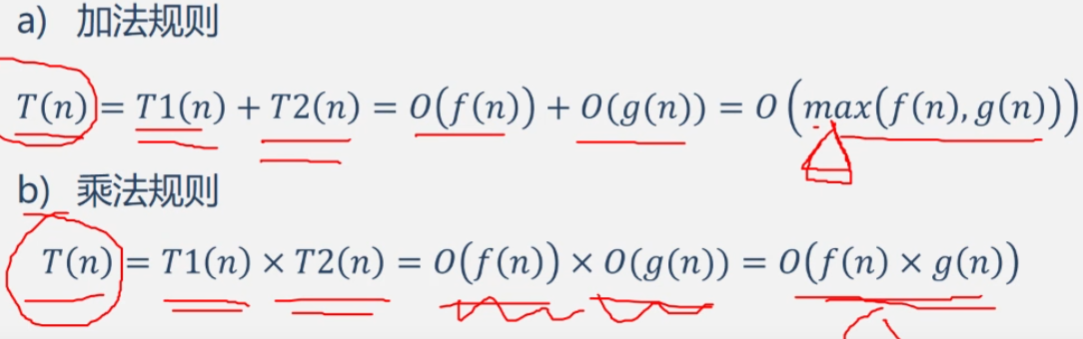 a) 加法规则
T(n) = T1(n) + T2(n) = O(f(n)) + O(g(n)) = O(max(f(n), g(n)))
b) 乘法规则
T(n) = T1(n) × T2(n) = O(f(n)) × O(g(n)) = O(f(n) × g(n))